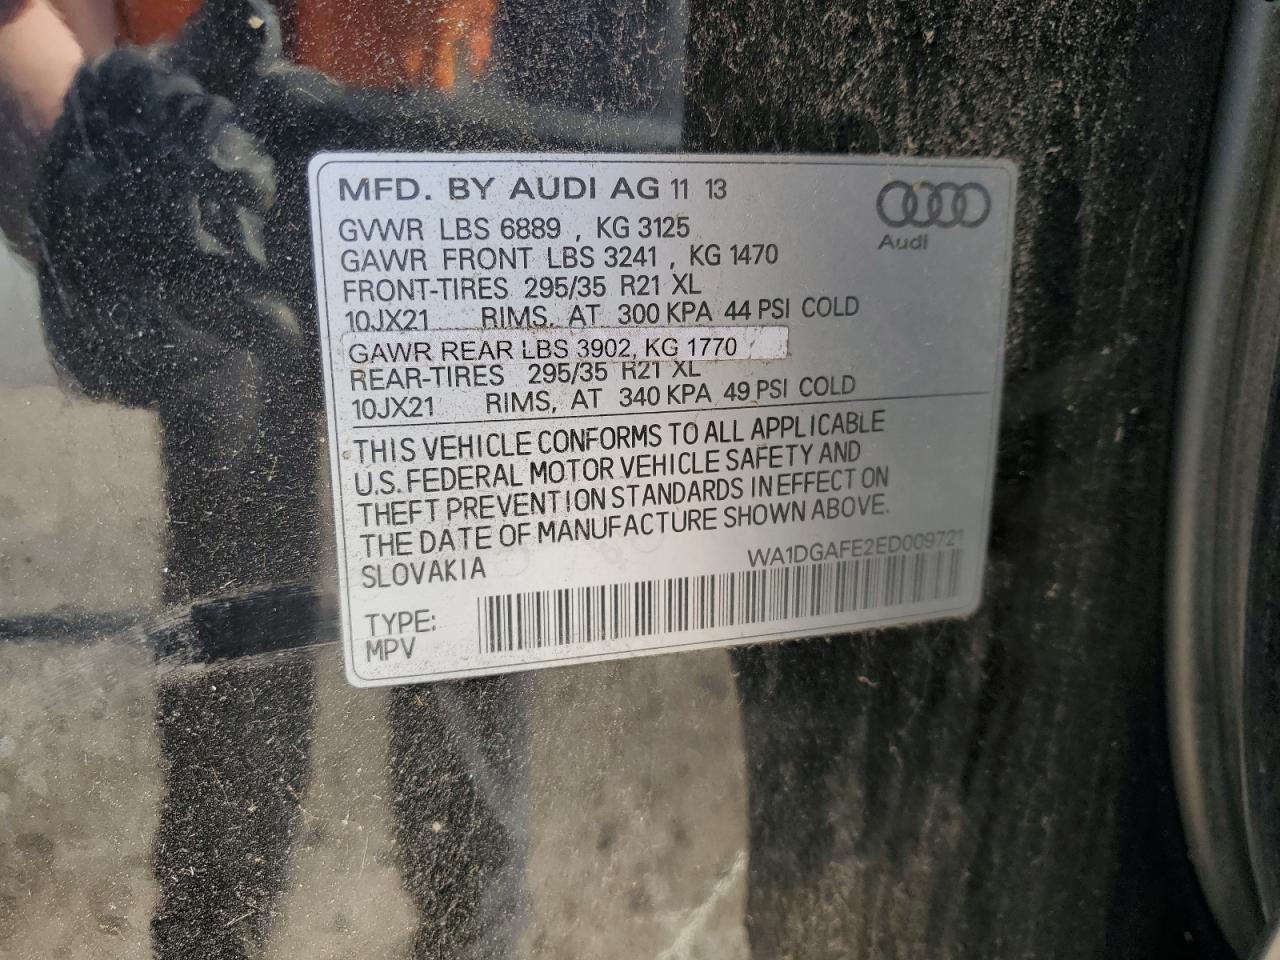 MFD. BY AUDI AG 11 13
Audi
GVWR LBS 6889 , KG 3125
GAWR FRONT LBS 3241 , KG 1470
FRONT-TIRES 295/35 R21 XL
10JX21 RIMS, AT 300 KPA 44 PSI COLD
GAWR REAR LBS 3902, KG 1770
REAR-TIRES 295/35 R21 XL
10JX21 RIMS, AT 340 KPA 49 PSI COLD
THIS VEHICLE CONFORMS TO ALL APPLICABLE
U.S. FEDERAL MOTOR VEHICLE SAFETY AND
THEFT PREVENTION STANDARDS IN EFFECT ON
THE DATE OF MANUFACTURE SHOWN ABOVE.
SLOVAKIA
WA1DGAFE2ED009721
TYPE:
MPV